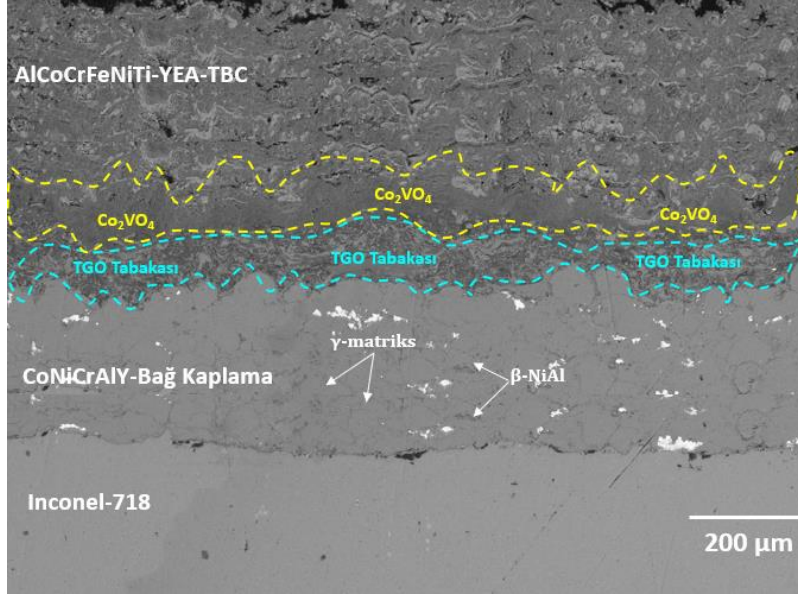 AlCoCrFeNiTi-YEA-TBC
Co₂VO₄
Co₂VO₄
Co₂VO₄
TGO Tabakası
TGO Tabakası
TGO Tabakası
γ-matriks
CoNiCrAlY-Bağ Kaplama
β-NiAl
Inconel-718
200 µm